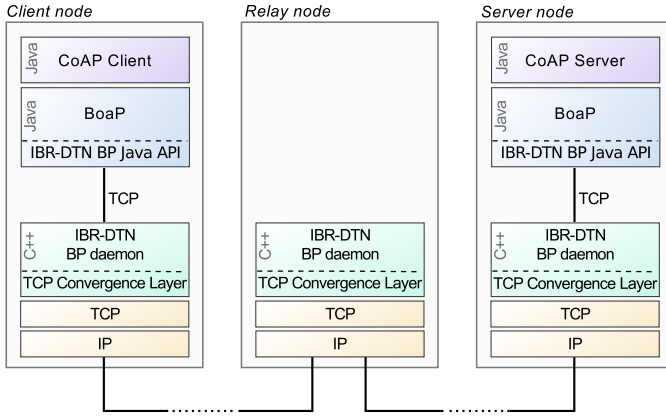 Client node
Relay node
Server node
Java
CoAP Client
Java
BoaP
IBR-DTN BP Java API
TCP
C++
IBR-DTN
BP daemon
TCP Convergence Layer
TCP
IP
C++
IBR-DTN
BP daemon
TCP Convergence Layer
TCP
IP
Java
CoAP Server
Java
BoaP
IBR-DTN BP Java API
TCP
C++
IBR-DTN
BP daemon
TCP Convergence Layer
TCP
IP